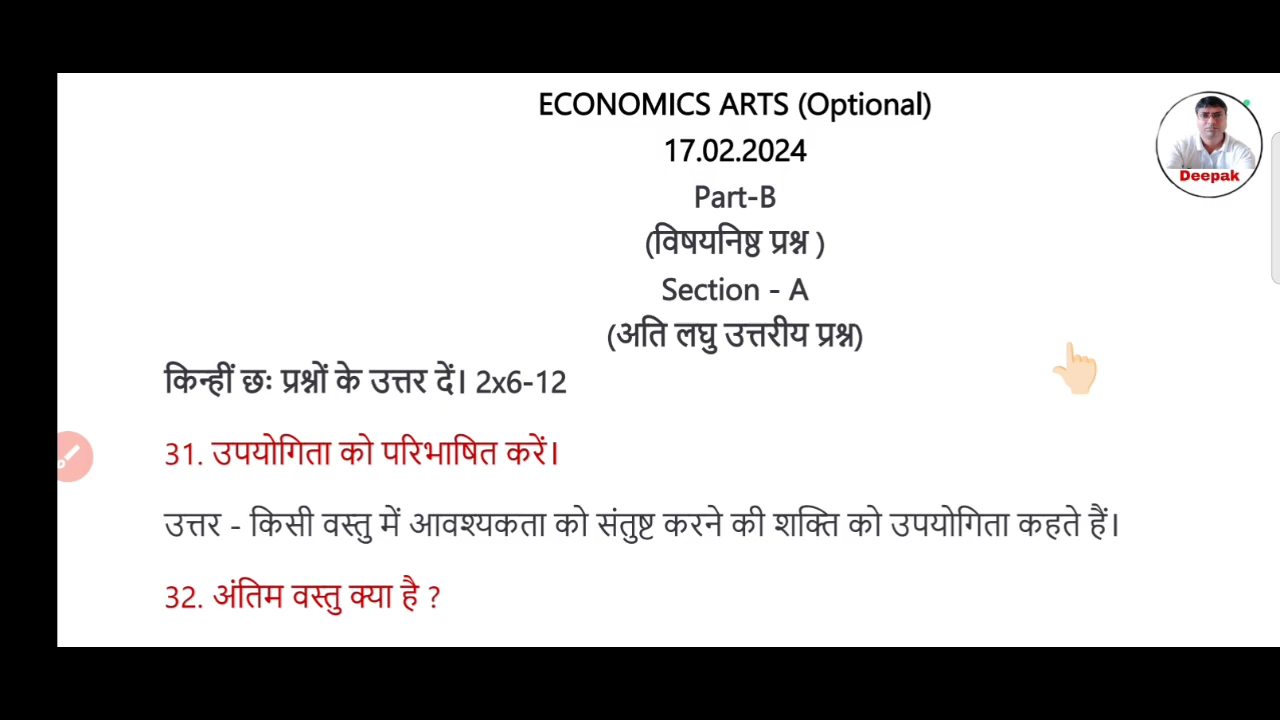 ECONOMICS ARTS (Optional)
17.02.2024
Part-B
(विषयनिष्ठ प्रश्न )
Section - A
(अति लघु उत्तरीय प्रश्न)
Deepak
किन्हीं छः प्रश्नों के उत्तर दें। 2x6-12
31. उपयोगिता को परिभाषित करें।
उत्तर - किसी वस्तु में आवश्यकता को संतुष्ट करने की शक्ति को उपयोगिता कहते हैं।
32. अंतिम वस्तु क्या है ?